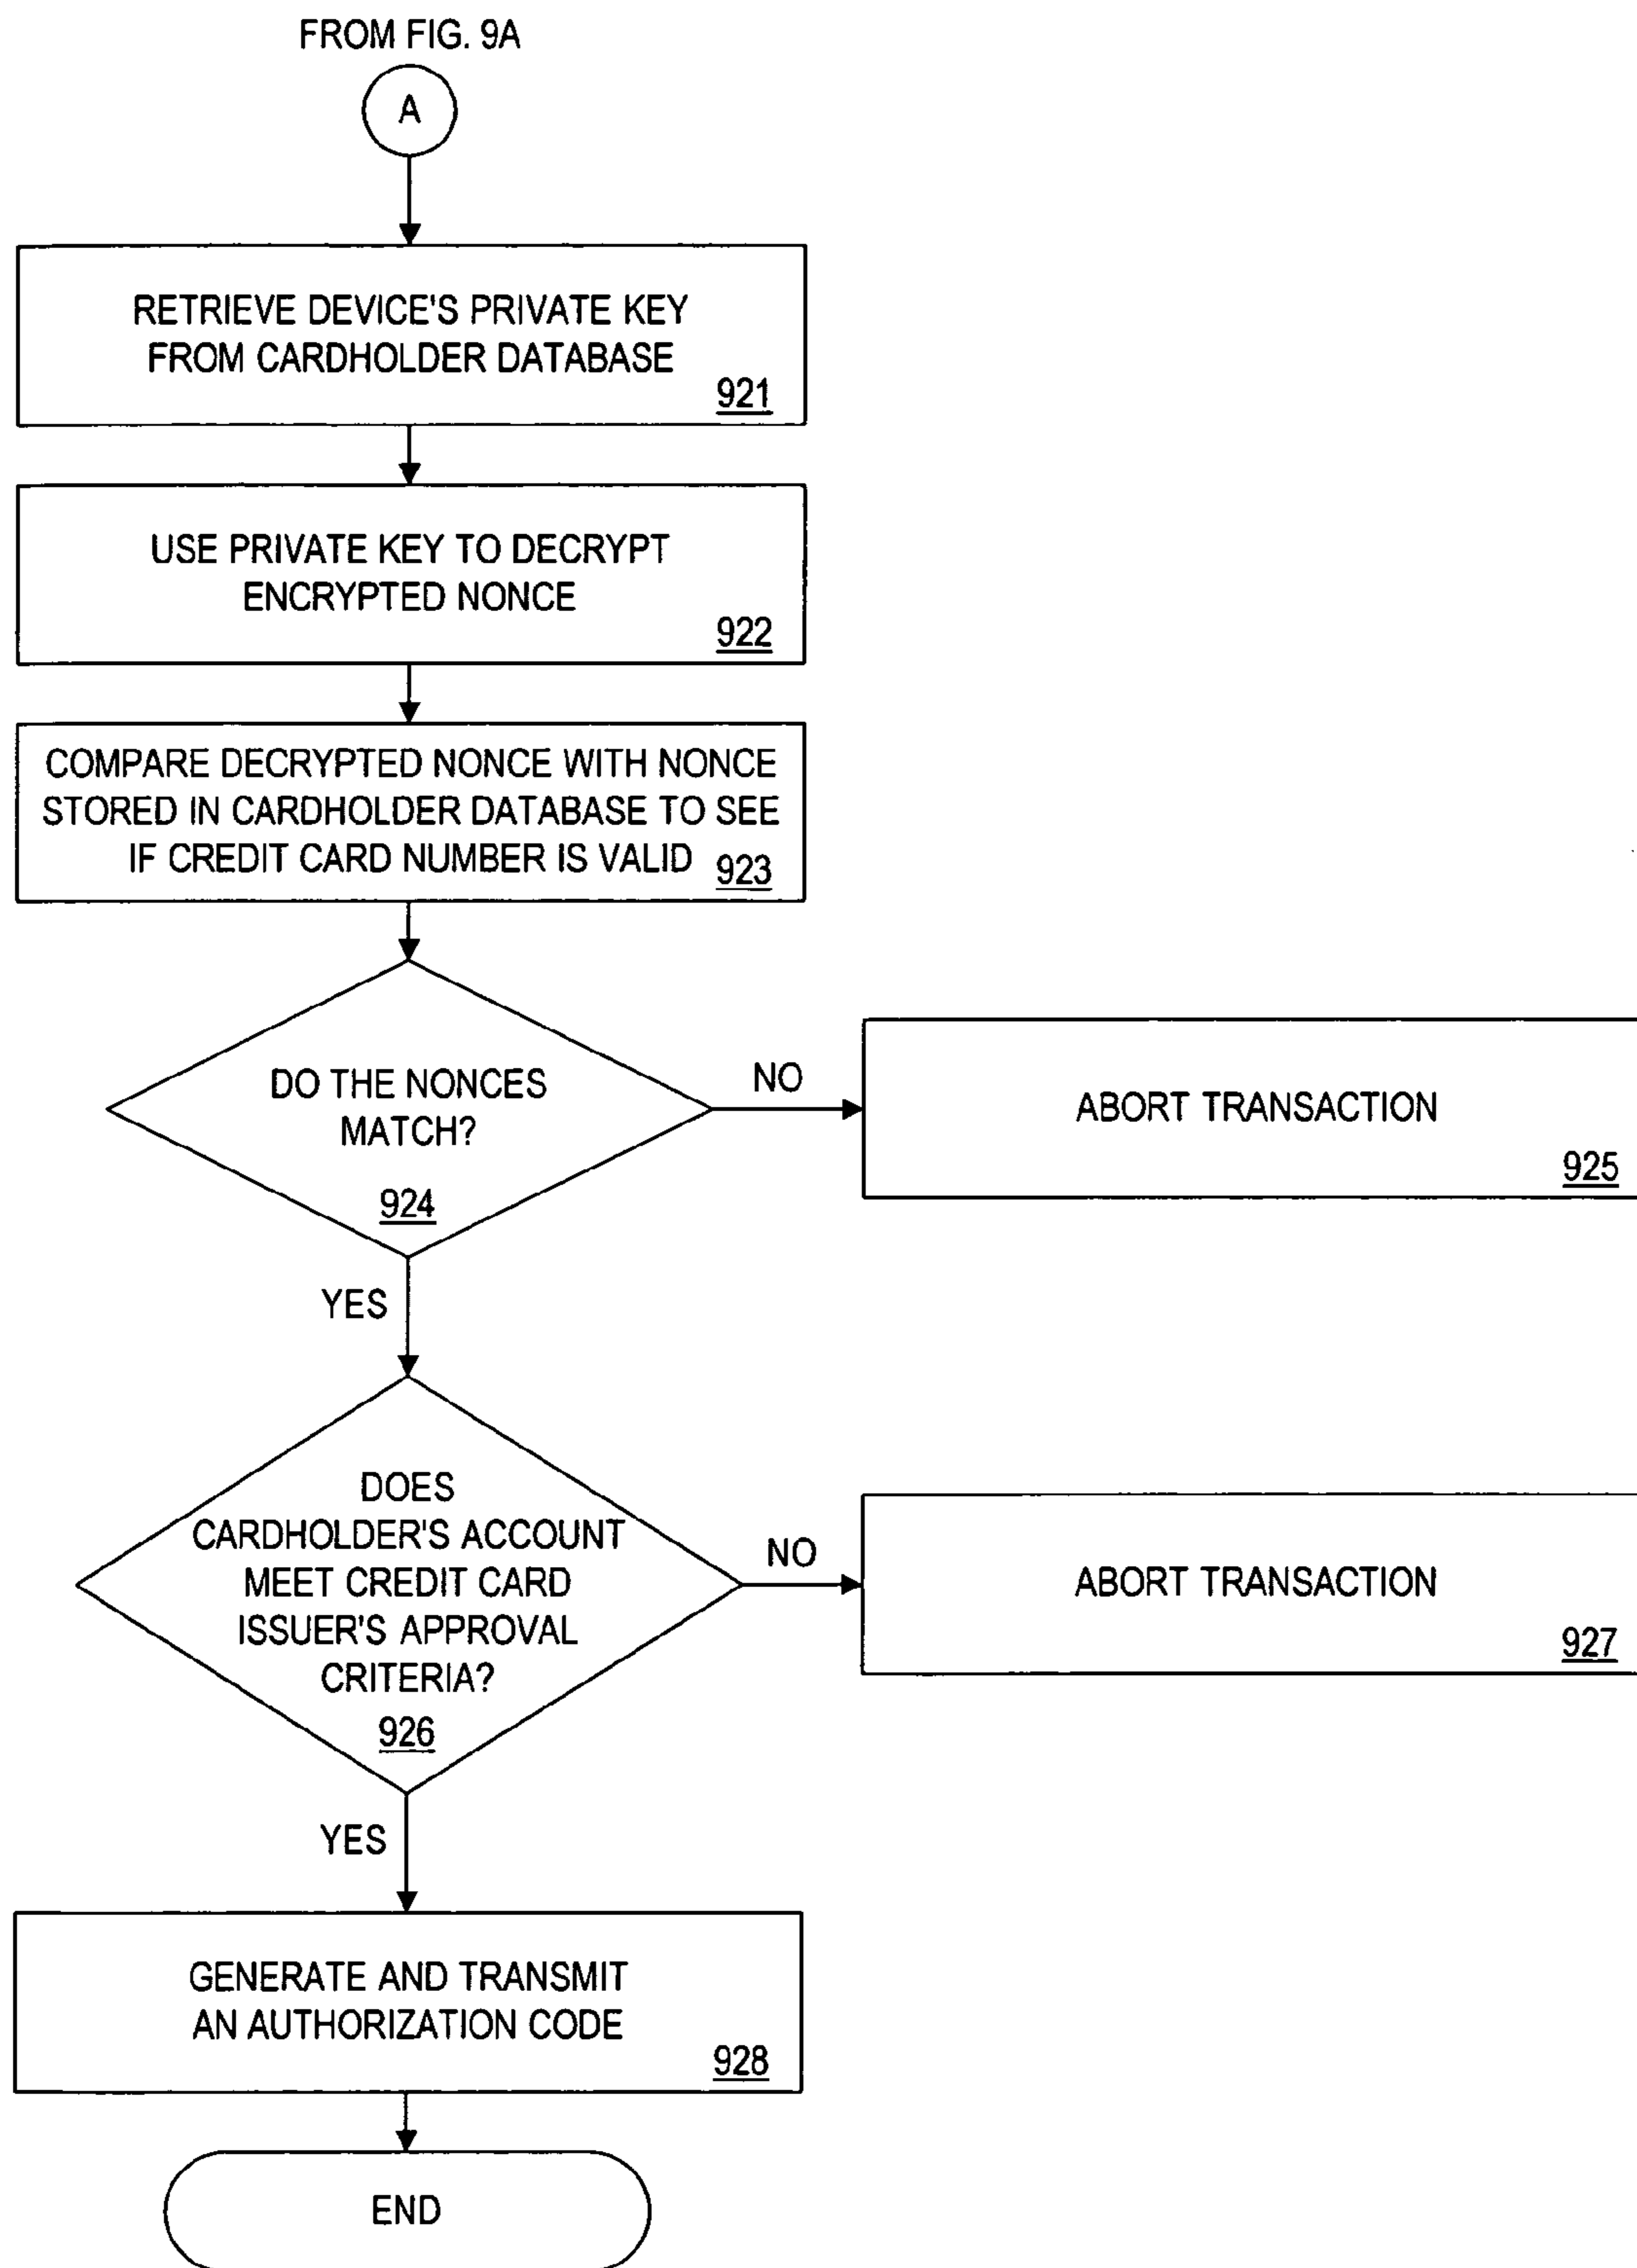 FROM FIG. 9A
A
RETRIEVE DEVICE'S PRIVATE KEY
FROM CARDHOLDER DATABASE
921
USE PRIVATE KEY TO DECRYPT
ENCRYPTED NONCE
922
COMPARE DECRYPTED NONCE WITH NONCE
STORED IN CARDHOLDER DATABASE TO SEE
IF CREDIT CARD NUMBER IS VALID
923
DO THE NONCES
MATCH?
924
NO
ABORT TRANSACTION
925
YES
DOES
CARDHOLDER'S ACCOUNT
MEET CREDIT CARD
ISSUER'S APPROVAL
CRITERIA?
926
NO
ABORT TRANSACTION
927
YES
GENERATE AND TRANSMIT
AN AUTHORIZATION CODE
928
END